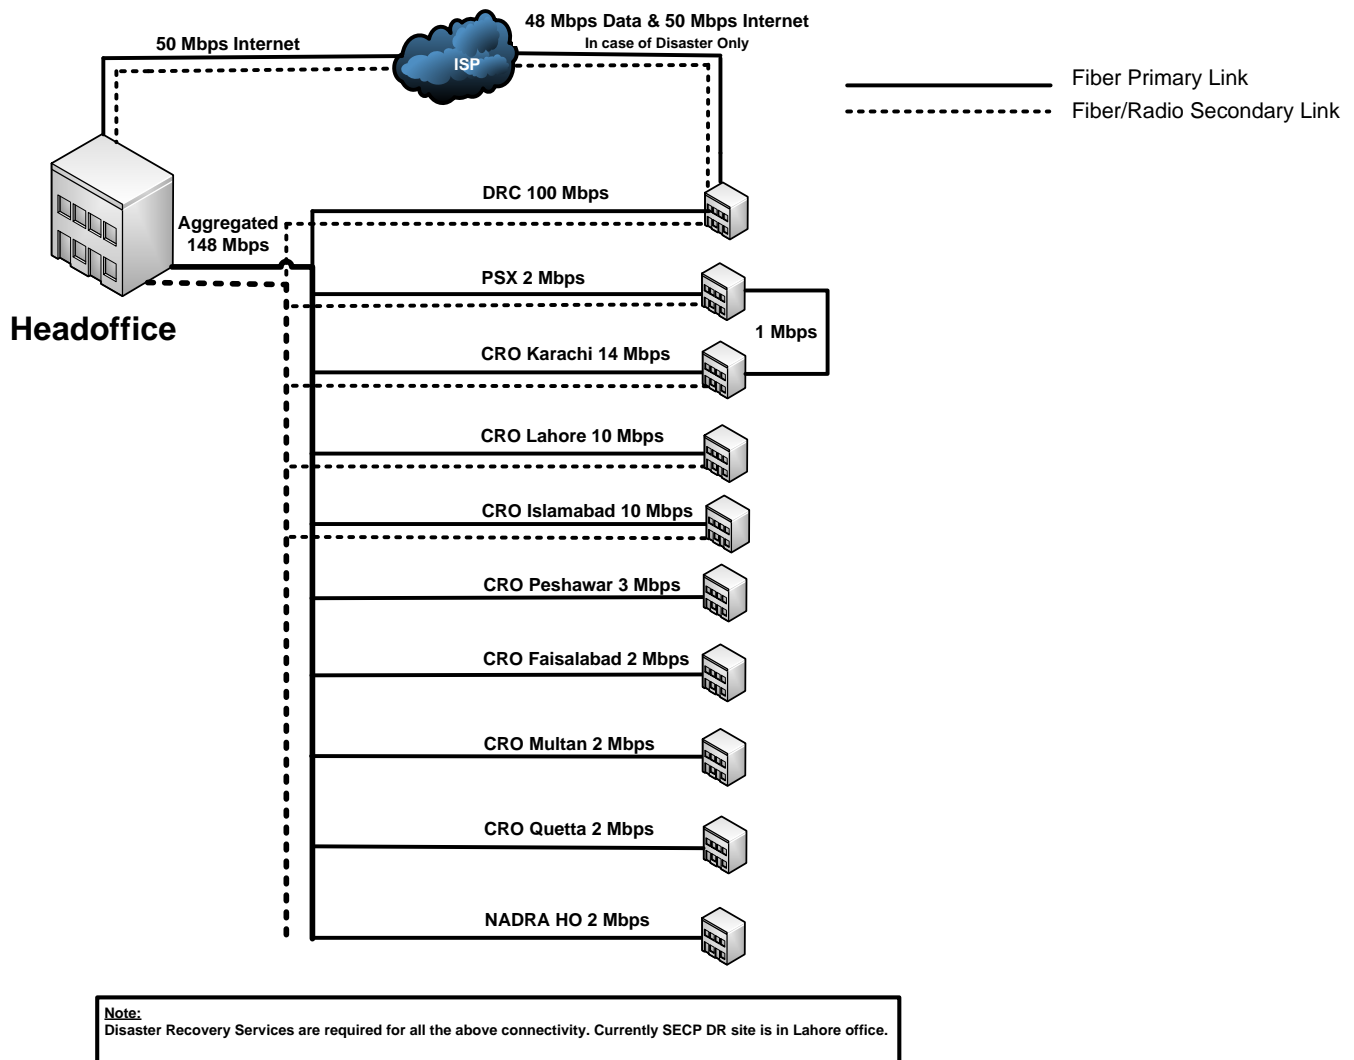 48 Mbps Data & 50 Mbps Internet
In case of Disaster Only
50 Mbps Internet
ISP
Fiber Primary Link
Fiber/Radio Secondary Link
DRC 100 Mbps
Aggregated
148 Mbps
PSX 2 Mbps
Headoffice
1 Mbps
CRO Karachi 14 Mbps
CRO Lahore 10 Mbps
CRO Islamabad 10 Mbps
CRO Peshawar 3 Mbps
CRO Faisalabad 2 Mbps
CRO Multan 2 Mbps
CRO Quetta 2 Mbps
NADRA HO 2 Mbps
Note:
Disaster Recovery Services are required for all the above connectivity. Currently SECP DR site is in Lahore office.